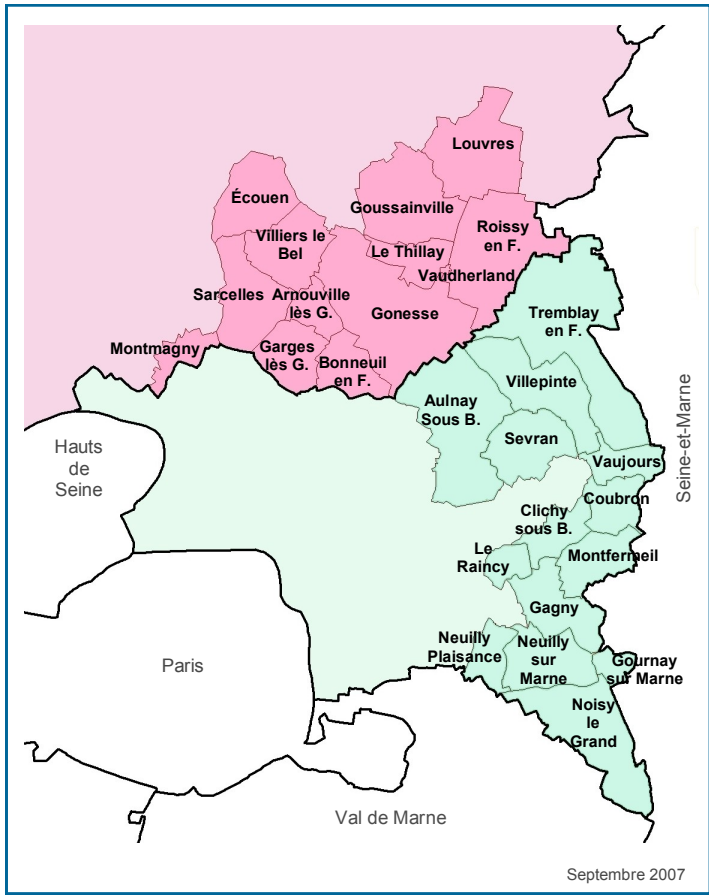 Louvres
Écouen
Goussainville
Villiers le
Bel
Roissy
en F.
Le Thillay
Vaudherland
Sarcelles
Arnouville
lès G.
Gonesse
Tremblay
en F.
Montmagny
Garges
lès G.
Bonneuil
en F.
Villepinte
Aulnay
Sous B.
Sevran
Hauts
de
Seine
Vaujours
Seine-et-Marne
Coubron
Clichy
sous B.
Le
Raincy
Montfermeil
Gagny
Paris
Neuilly
Plaisance
Neuilly
sur
Marne
Gournay
sur Marne
Noisy
le
Grand
Val de Marne
Septembre 2007